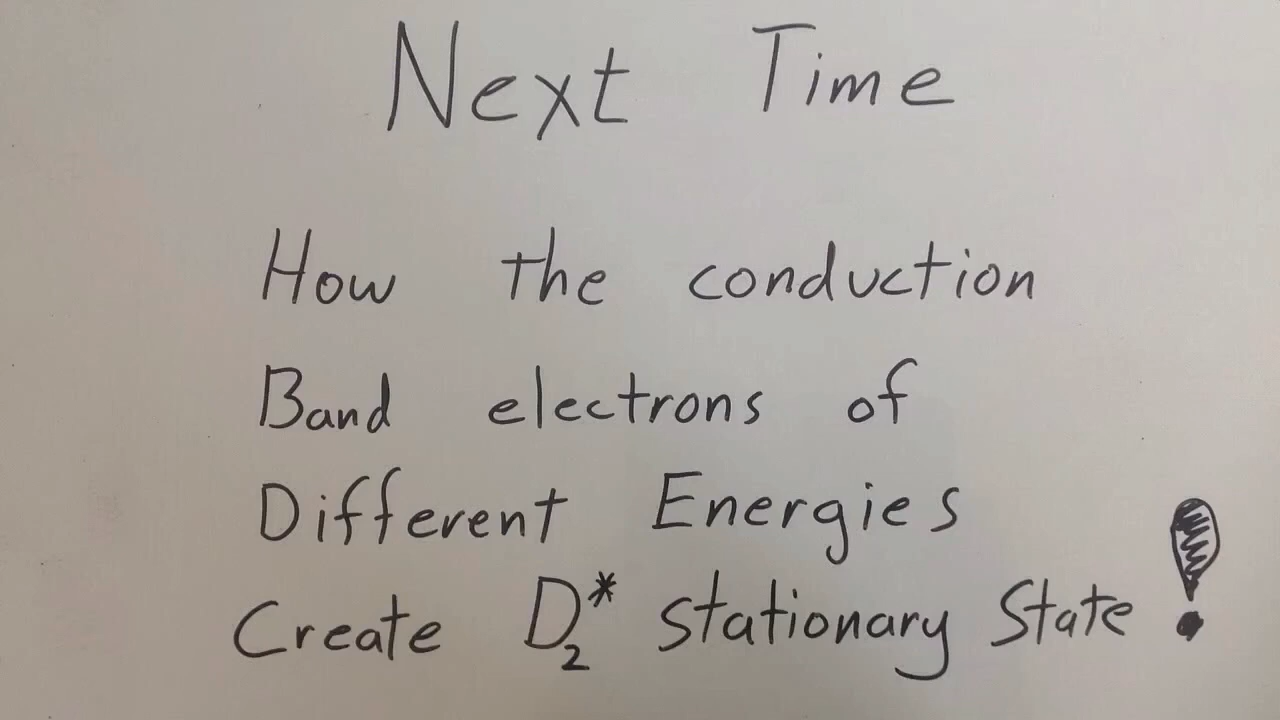 Next Time
How the conduction
Band electrons of
Different Energies
Create D₂* stationary State!